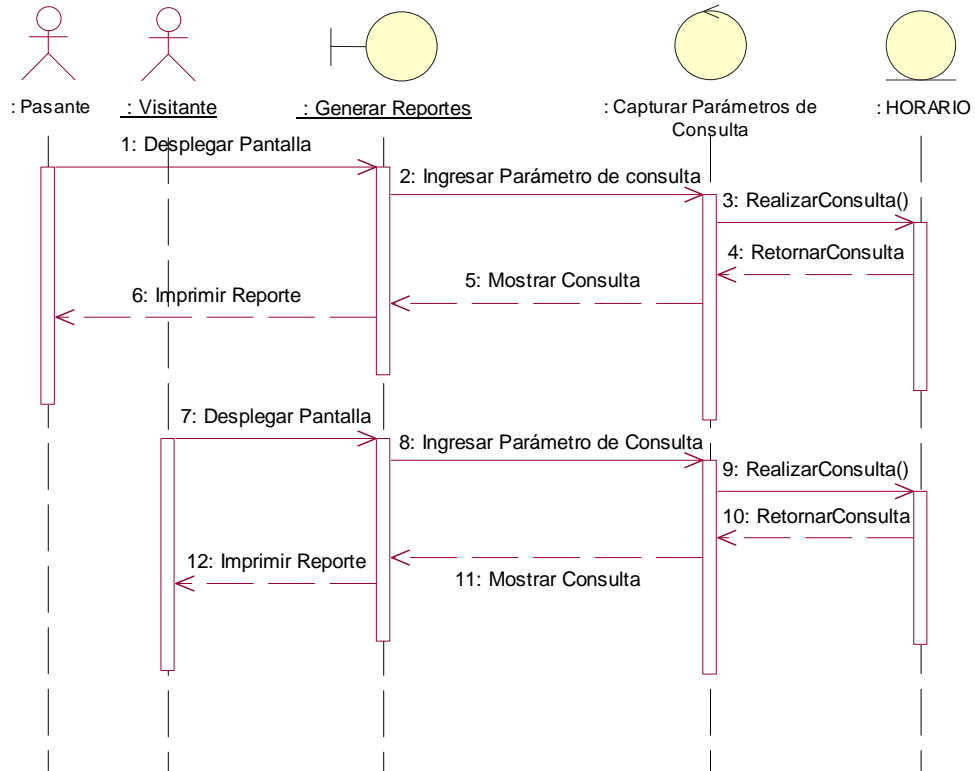 : Pasante
: Visitante
: Generar Reportes
: Capturar Parámetros de
Consulta
: HORARIO
1: Desplegar Pantalla
2: Ingresar Parámetro de consulta
3: RealizarConsulta()
4: RetornarConsulta
5: Mostrar Consulta
6: Imprimir Reporte
7: Desplegar Pantalla
8: Ingresar Parámetro de Consulta
9: RealizarConsulta()
10: RetornarConsulta
11: Mostrar Consulta
12: Imprimir Reporte